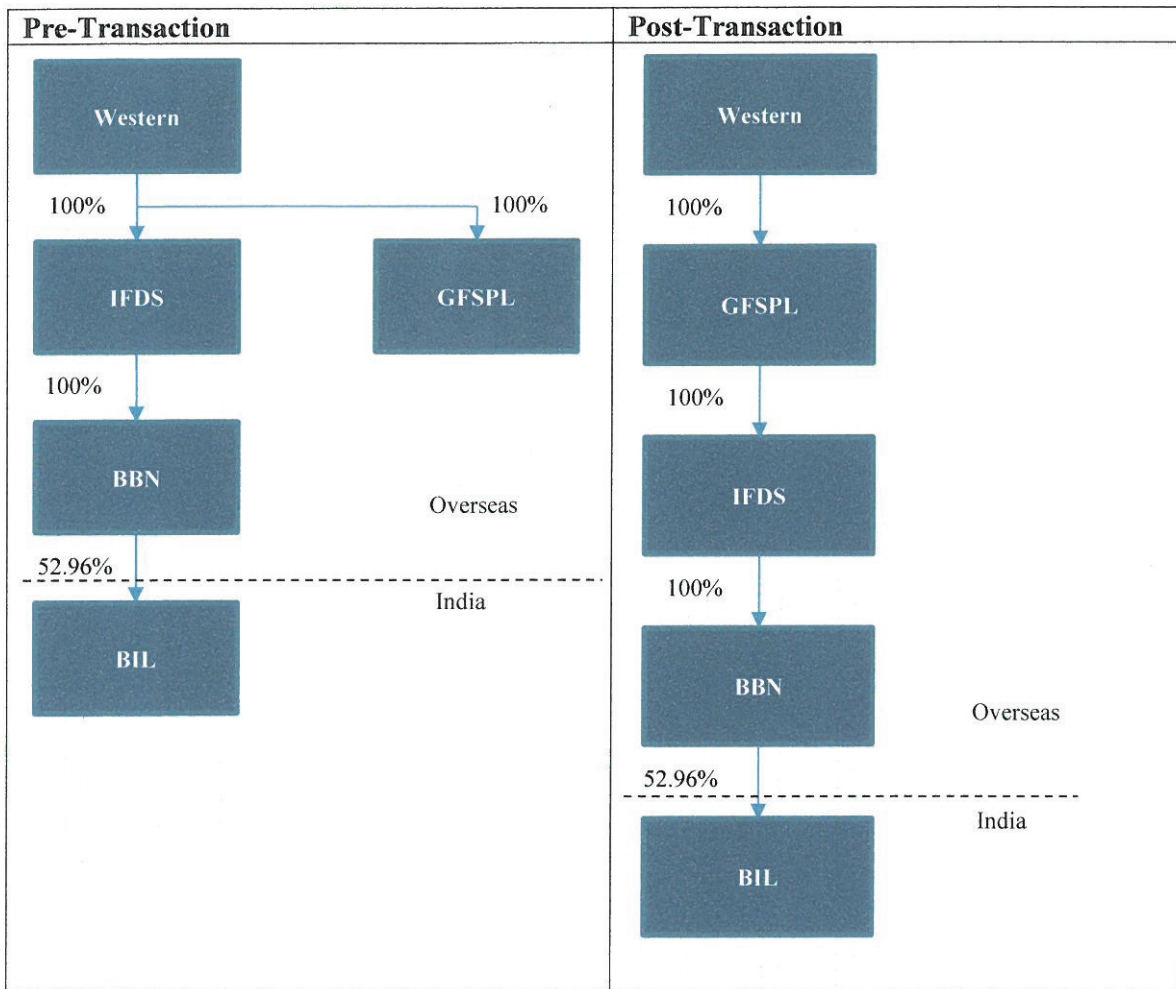 Pre-Transaction
Western
100%
100%
IFDS
GFSPL
100%
BBN
Overseas
52.96%
India
BIL
Post-Transaction
Western
100%
GFSPL
100%
IFDS
100%
BBN
Overseas
52.96%
India
BIL